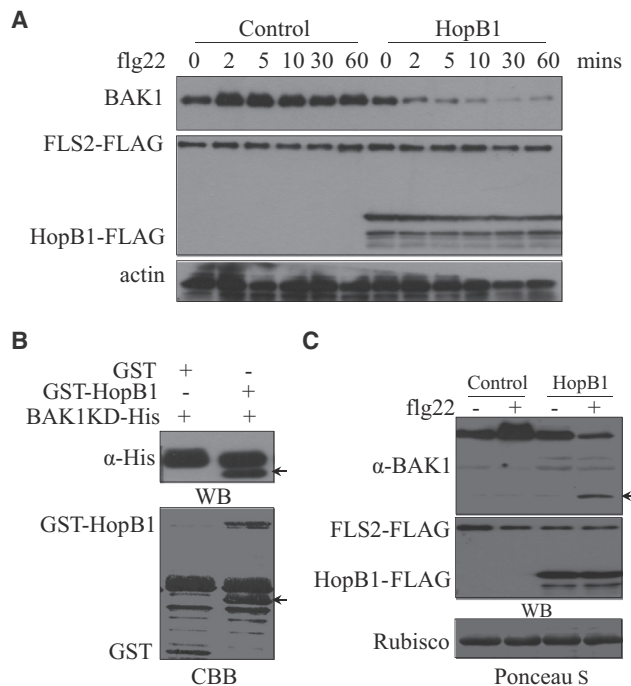 A
Control HopB1
flg22 0 2 5 10 30 60 0 2 5 10 30 60 mins
BAK1
FLS2-FLAG
HopB1-FLAG
actin
B
GST + -
GST-HopB1 - +
BAK1KD-His + +
α-His
WB
GST-HopB1
GST
CBB
C
Control HopB1
flg22 - + - +
α-BAK1
FLS2-FLAG
HopB1-FLAG
WB
Rubisco
Ponceau S